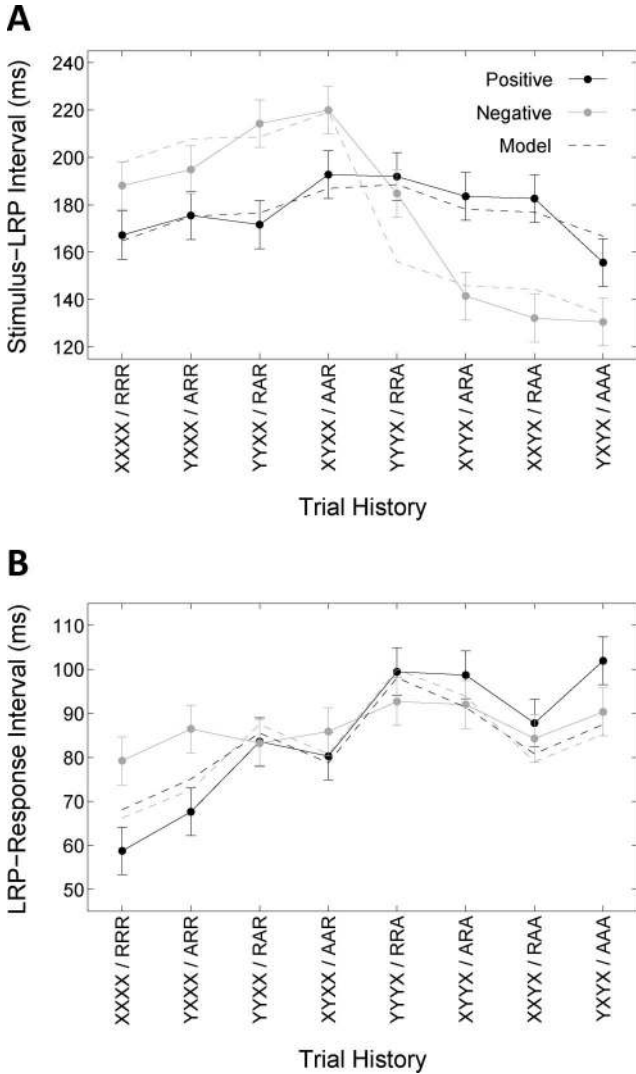 A
Stimulus-LRP Interval (ms)
240
220
200
180
160
140
120
Positive
Negative
Model
XXXX / RRR
YXXX / ARR
YYXX / RAR
XYXX / AAR
YYYX / RRA
XYYX / ARA
XXYX / RAA
YXYX / AAA
Trial History
B
LRP-Response Interval (ms)
110
100
90
80
70
60
50
XXXX / RRR
YXXX / ARR
YYXX / RAR
XYXX / AAR
YYYX / RRA
XYYX / ARA
XXYX / RAA
YXYX / AAA
Trial History